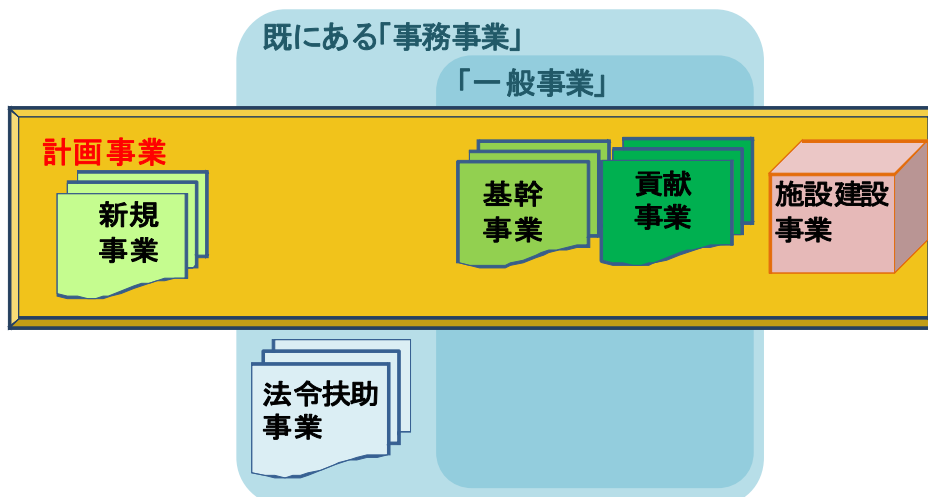 既にある「事務事業」
「一般事業」
計画事業
新規
事業
基幹
事業
貢献
事業
施設建設
事業
法令扶助
事業